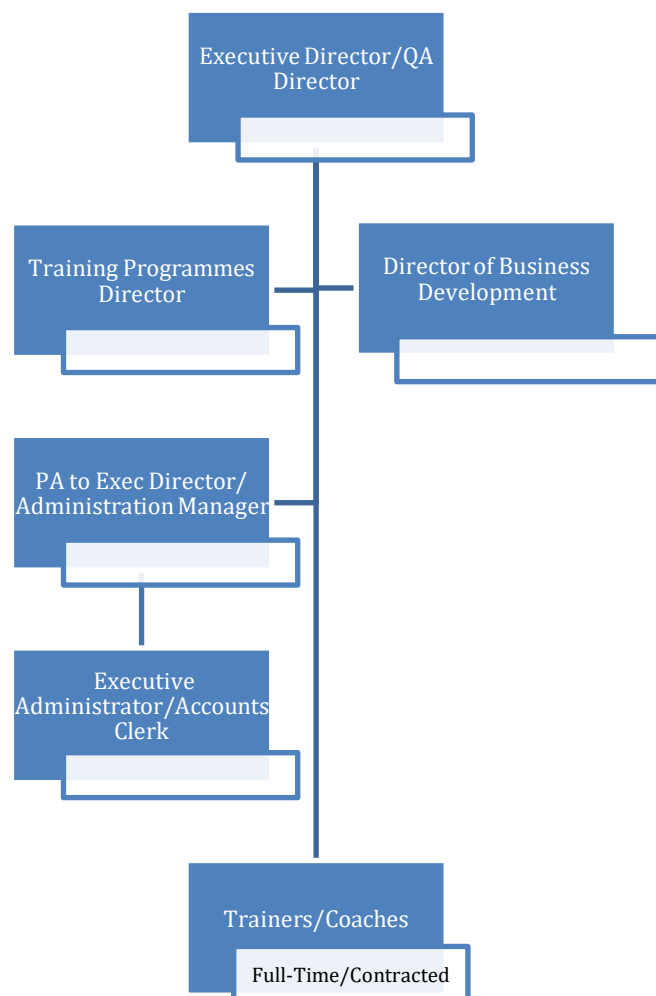 Executive Director/QA
Director
Training Programmes
Director
Director of Business
Development
PA to Exec Director/
Administration Manager
Executive
Administrator/Accounts
Clerk
Trainers/Coaches
Full-Time/Contracted